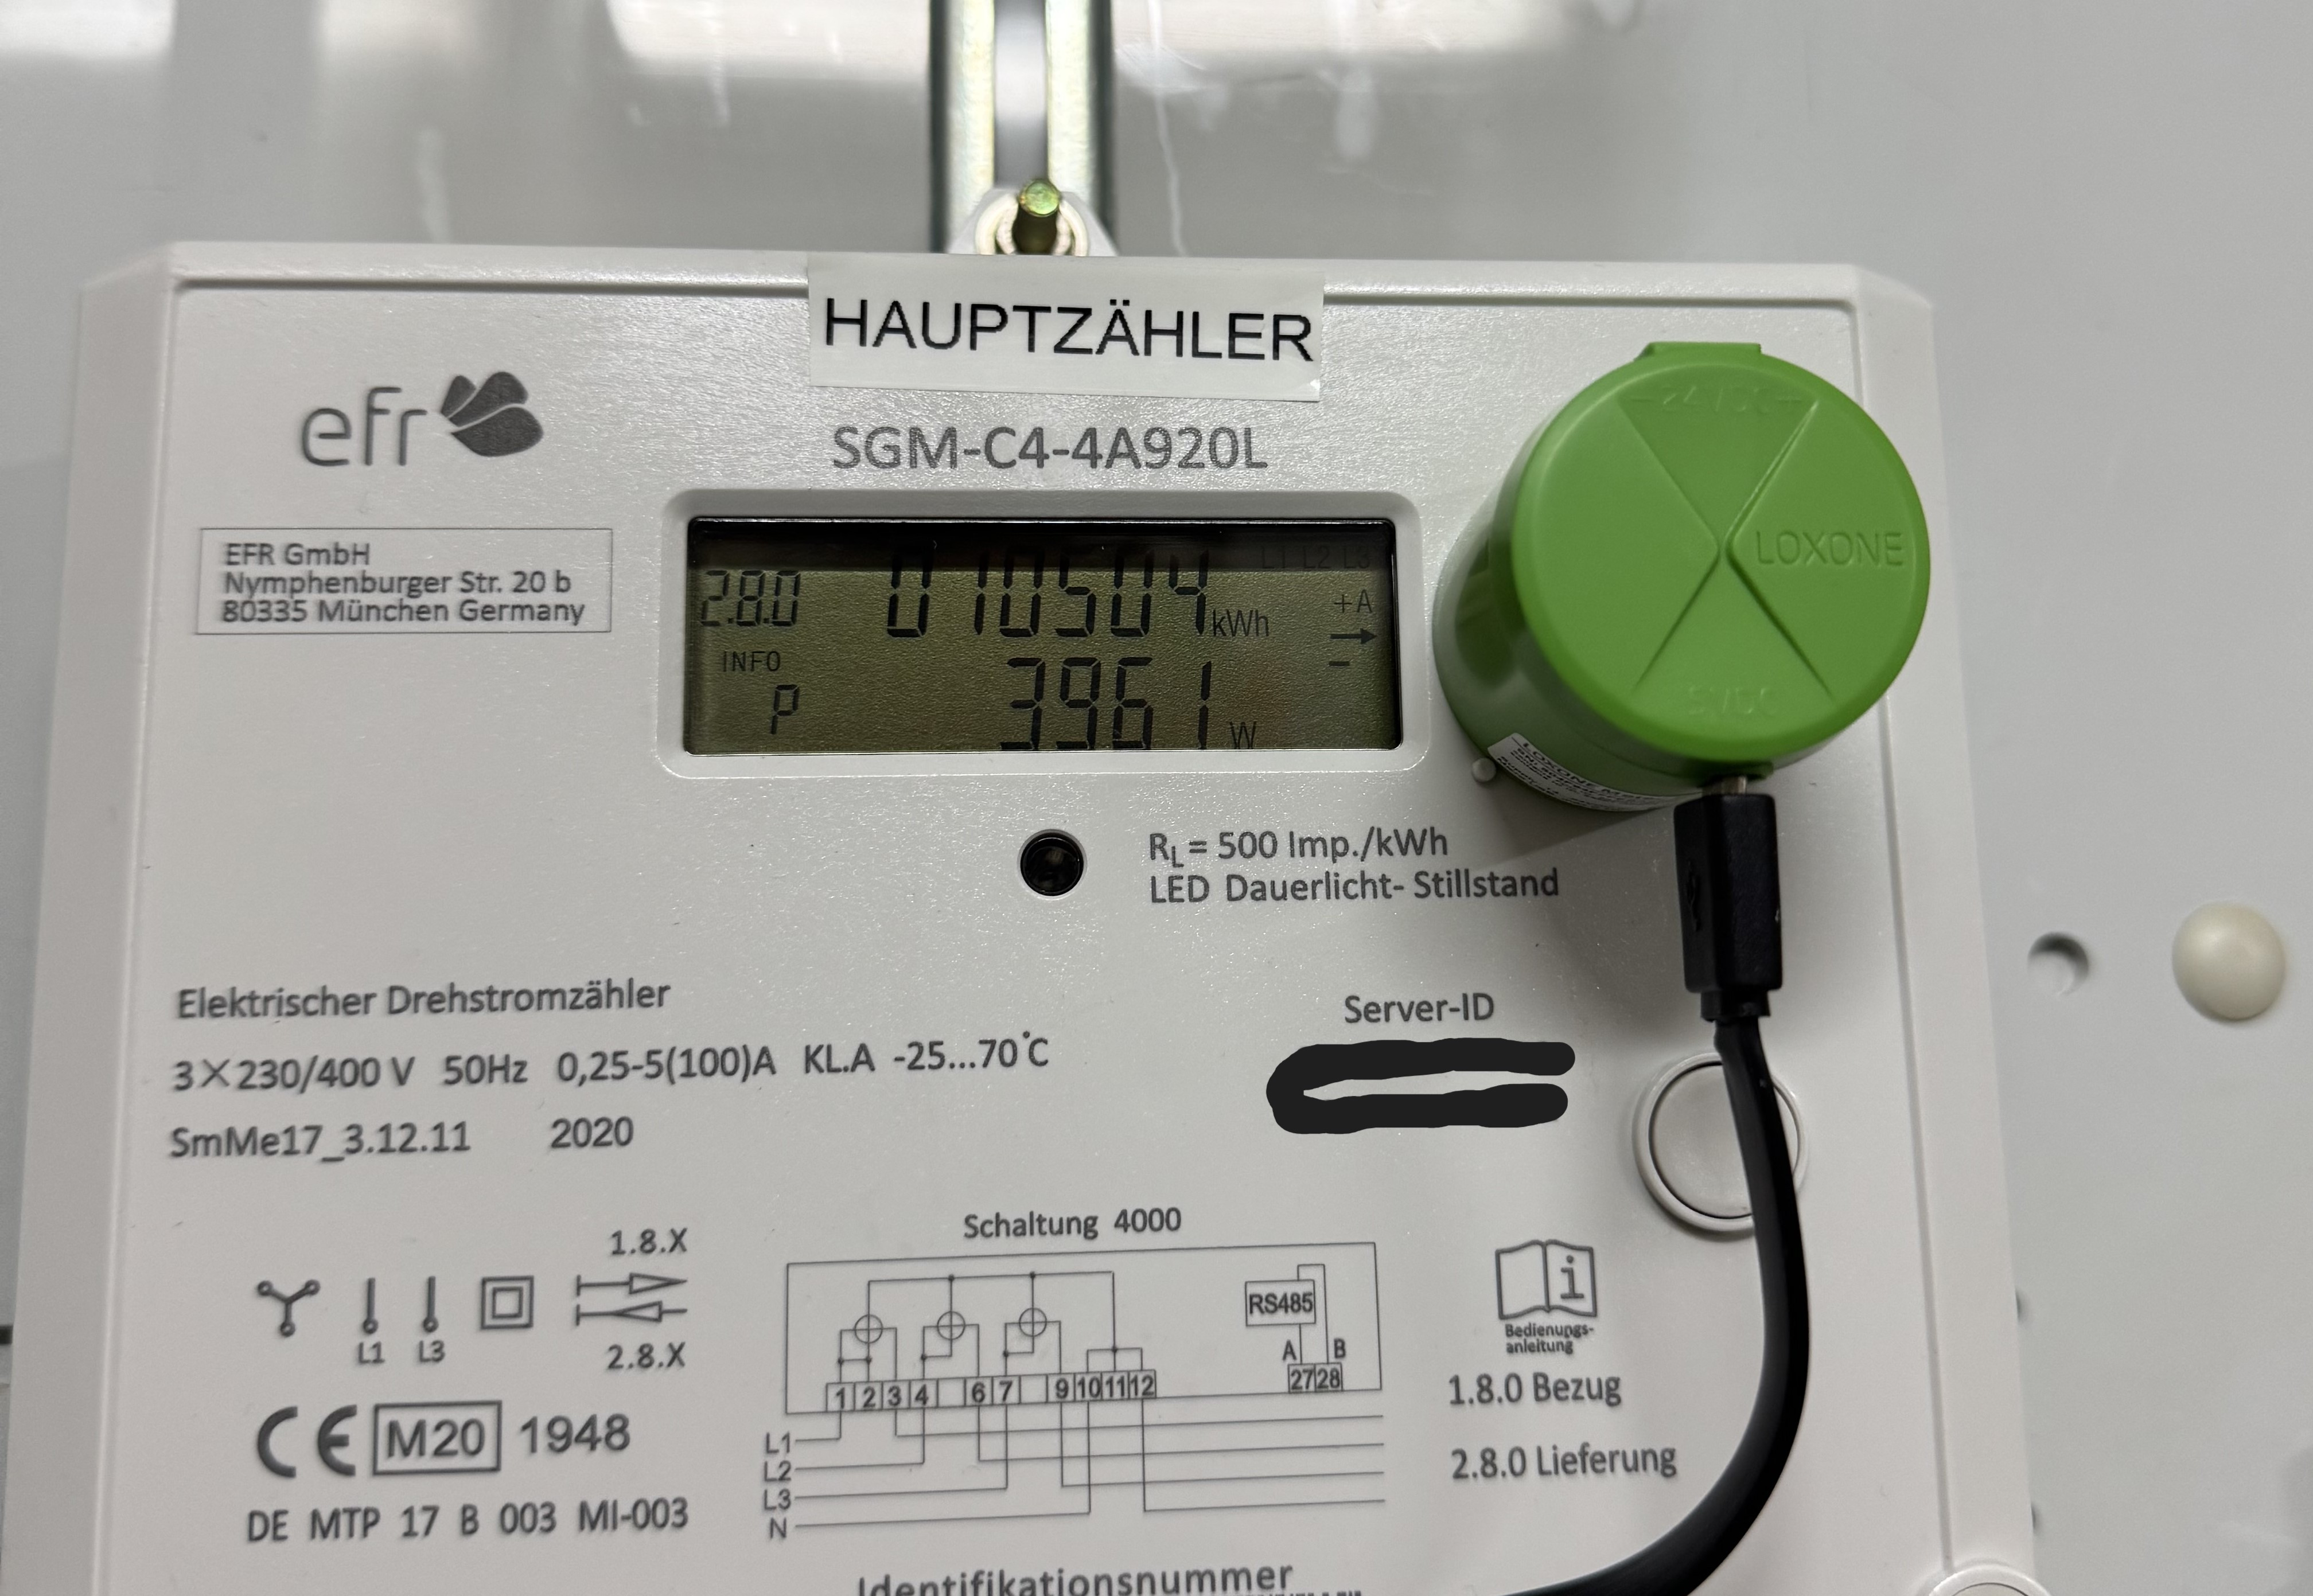 HAUPTZÄHLER
efr
SGM-C4-4A920L
EFR GmbH
Nymphenburger Str. 20 b
80335 München Germany
L1 L2 L3
2.8.0 010504 kWh +A
INFO -
P 3961 W
-24VDC+
LOXONE
5VDC
RL= 500 Imp./kWh
LED Dauerlicht- Stillstand
Elektrischer Drehstromzähler
3X230/400 V 50Hz 0,25-5(100)A KL.A -25...70°C
SmMe17_3.12.11 2020
Server-ID
1.8.X
L1 L3
2.8.X
CE M20 1948
DE MTP 17 B 003 MI-003
Schaltung 4000
RS485
A B
1 2 3 4 6 7 9 10 11 12 27 28
L1
L2
L3
N
i
Bedienungs-
anleitung
1.8.0 Bezug
2.8.0 Lieferung
Identifikationsnummer